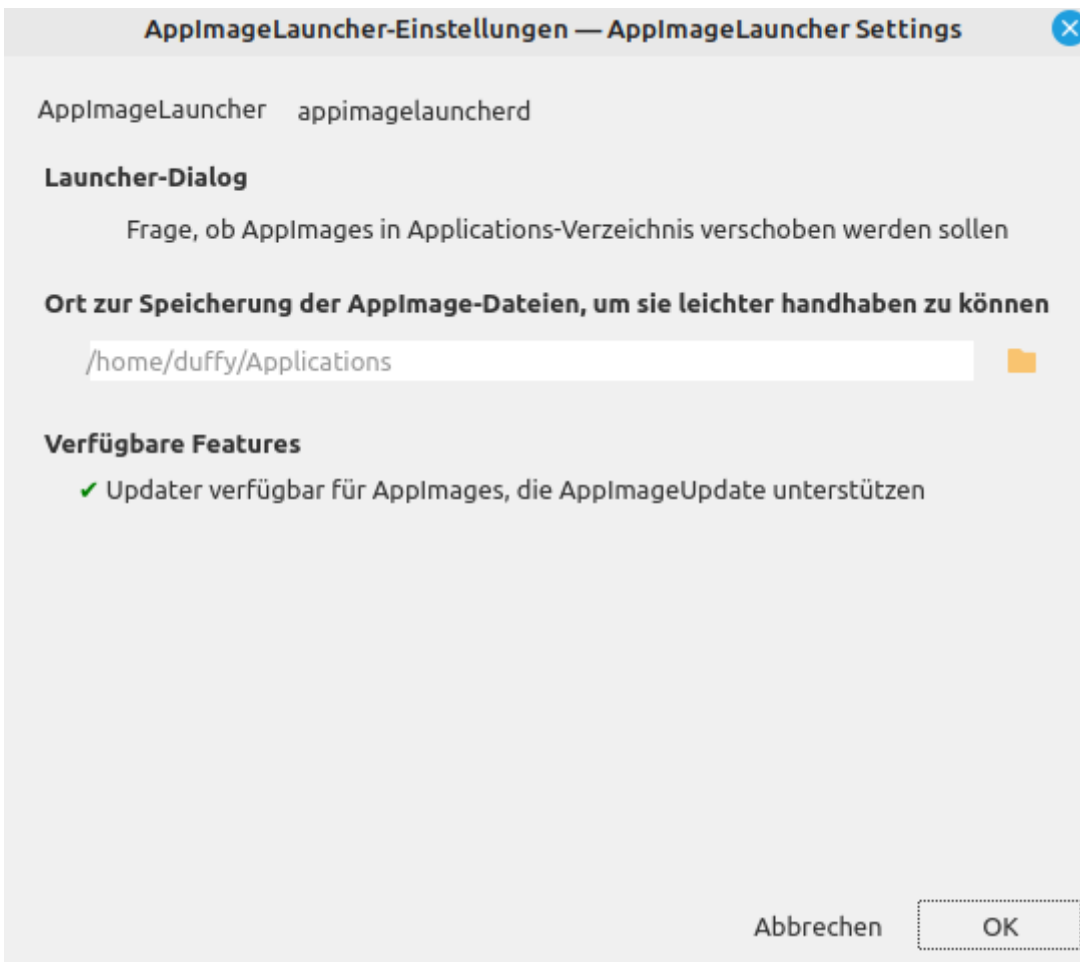 AppImageLauncher-Einstellungen — AppImageLauncher Settings
AppImageLauncher appimagelauncherd
Launcher-Dialog
Frage, ob AppImages in Applications-Verzeichnis verschoben werden sollen
Ort zur Speicherung der AppImage-Dateien, um sie leichter handhaben zu können
/home/duffy/Applications
Verfügbare Features
✔ Updater verfügbar für AppImages, die AppImageUpdate unterstützen
Abbrechen OK